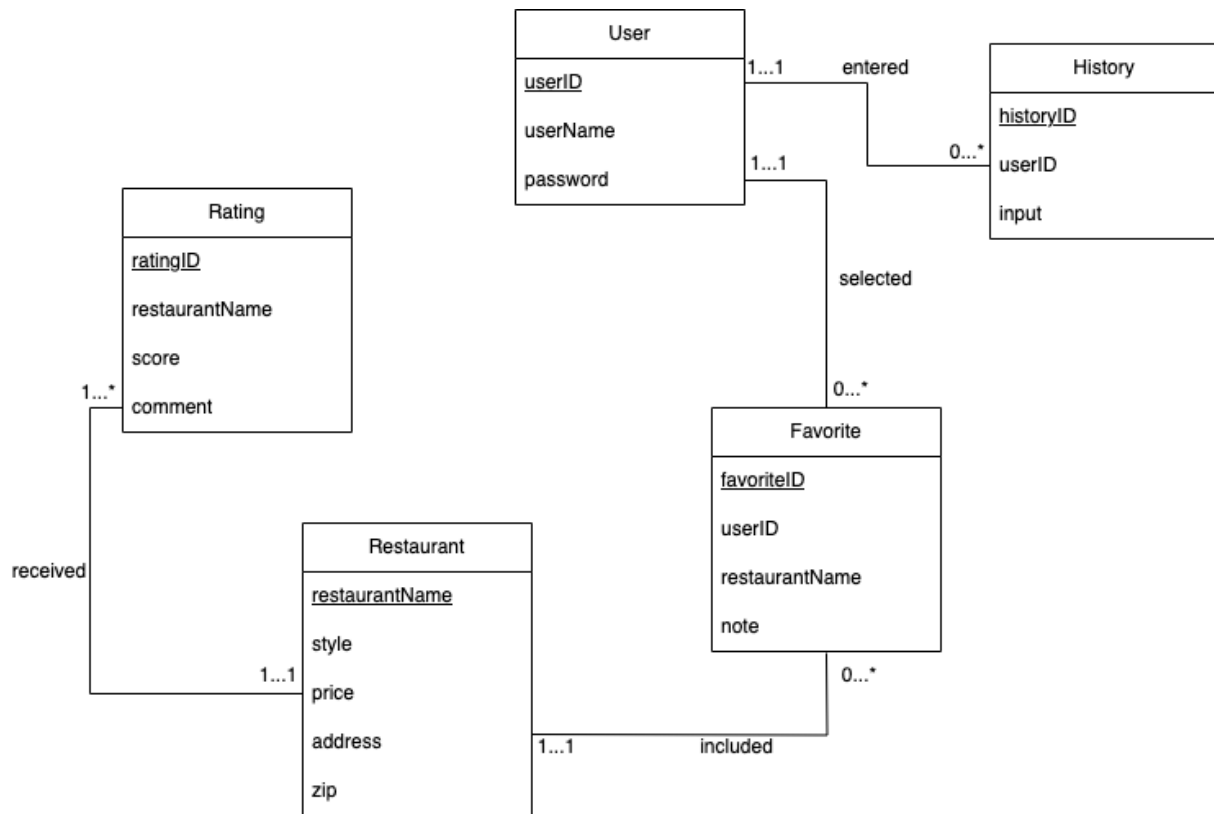 User
userID
userName
password
1...1
entered
1...1
0...*
History
historyID
userID
input
selected
Rating
ratingID
restaurantName
score
comment
1...*
0...*
Favorite
favoriteID
userID
restaurantName
note
received
Restaurant
restaurantName
style
price
address
zip
1...1
0...*
1...1
included